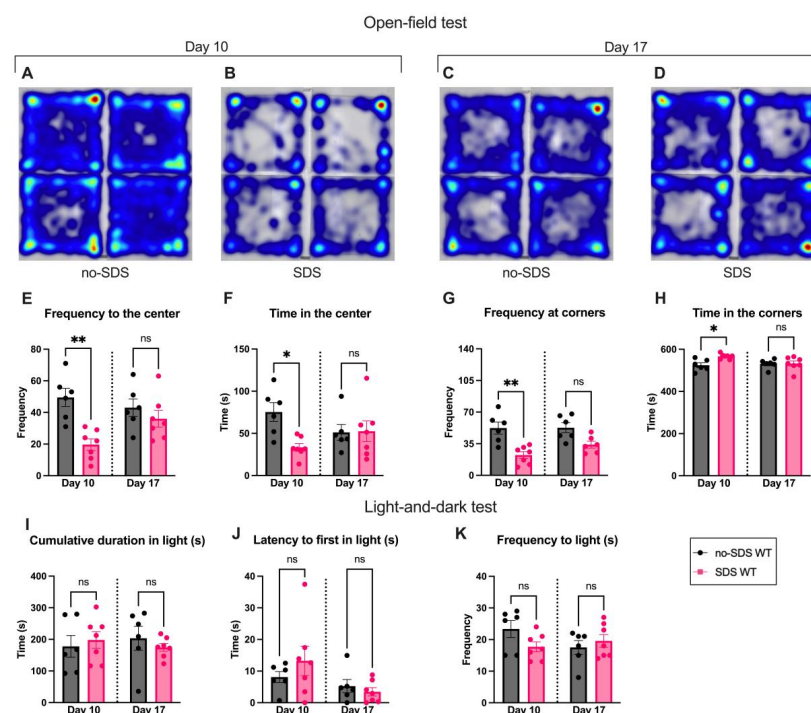 Open-field test
Day 10
Day 17
A
B
C
D
no-SDS
SDS
no-SDS
SDS
E
Frequency to the center
Frequency
80
60
40
20
0
**
ns
Day 10
Day 17
F
Time in the center
Time (s)
150
100
50
0
*
ns
Day 10
Day 17
G
Frequency at corners
Frequency
140
105
70
35
0
**
ns
Day 10
Day 17
H
Time in the corners
Time (s)
600
400
200
0
*
ns
Day 10
Day 17
Light-and-dark test
I
Cumulative duration in light (s)
Time (s)
400
300
200
100
0
ns
ns
Day 10
Day 17
J
Latency to first in light (s)
Time (s)
40
30
20
10
0
ns
ns
Day 10
Day 17
K
Frequency to light (s)
Frequency
40
30
20
10
0
ns
ns
Day 10
Day 17
no-SDS WT
SDS WT